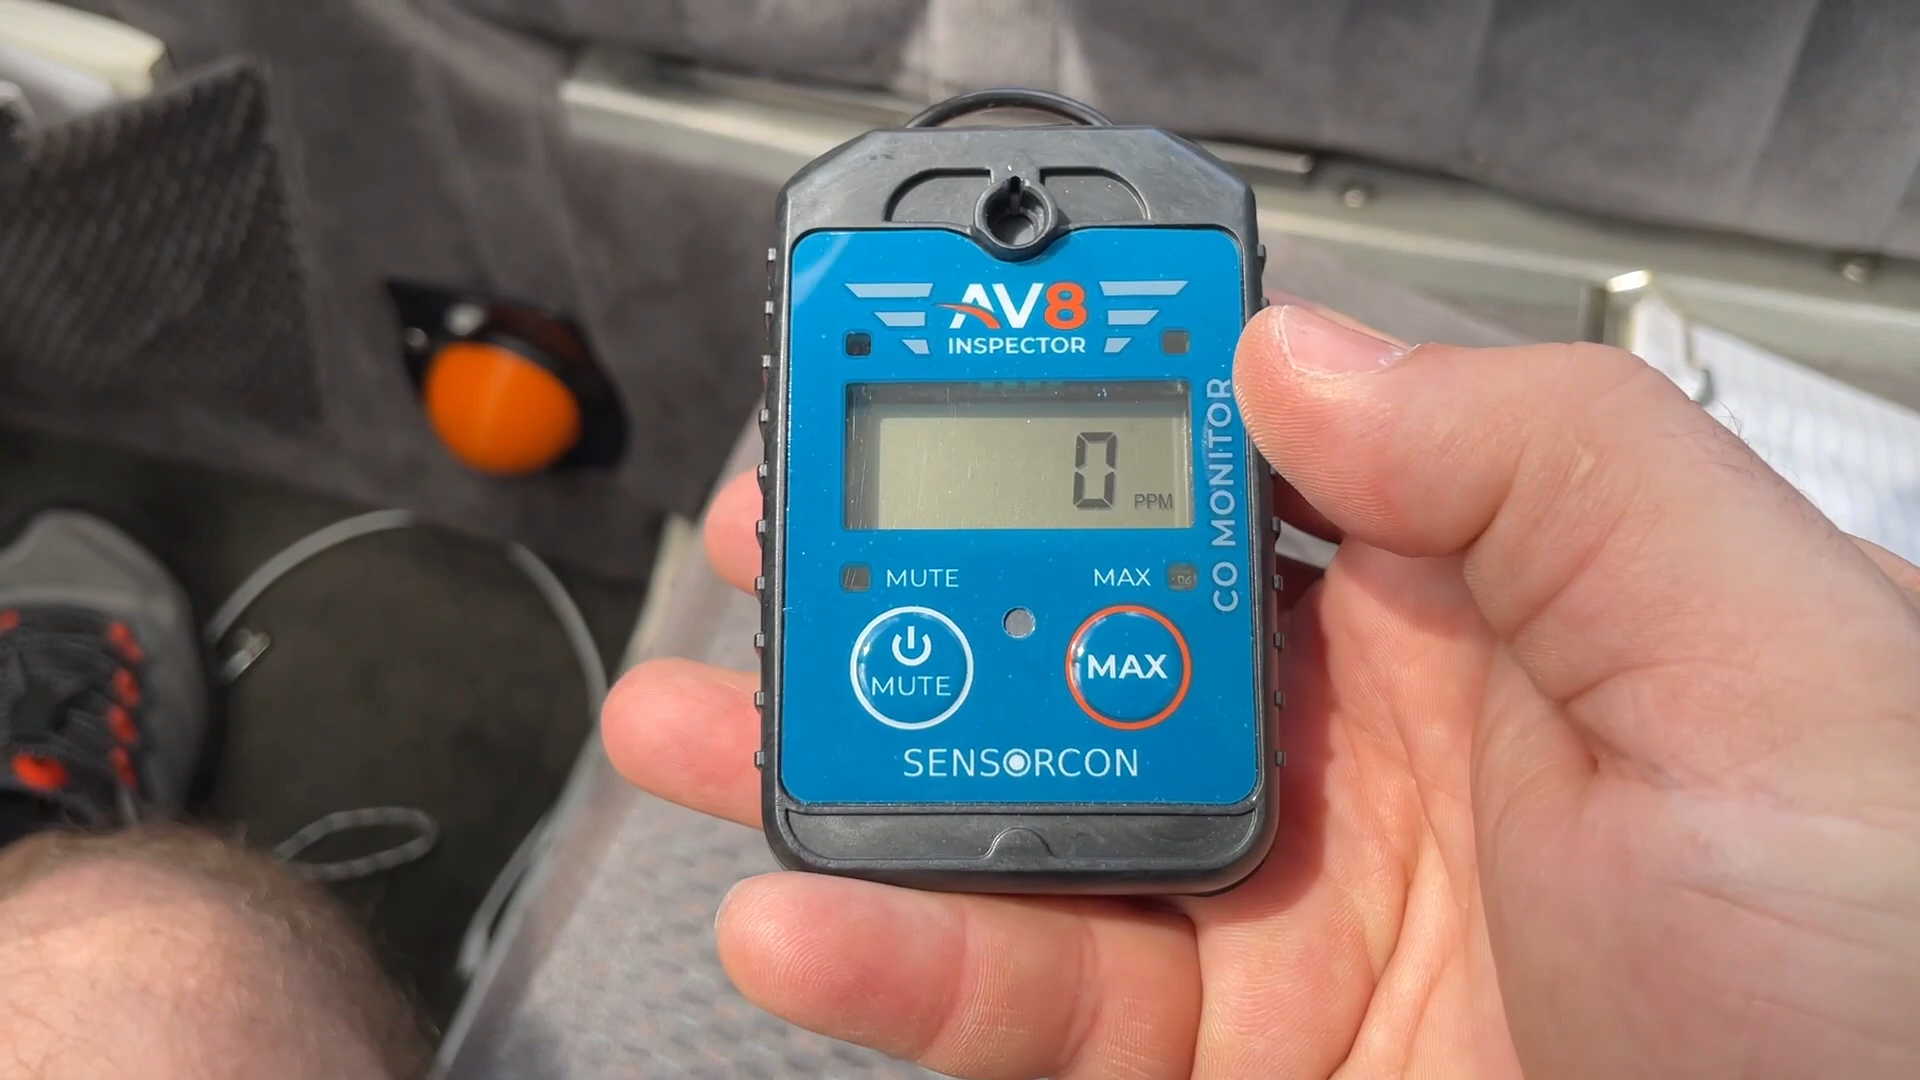 AV8
INSPECTOR
0 PPM
CO MONITOR
MUTE
MAX
MUTE
MAX
SENSORCON